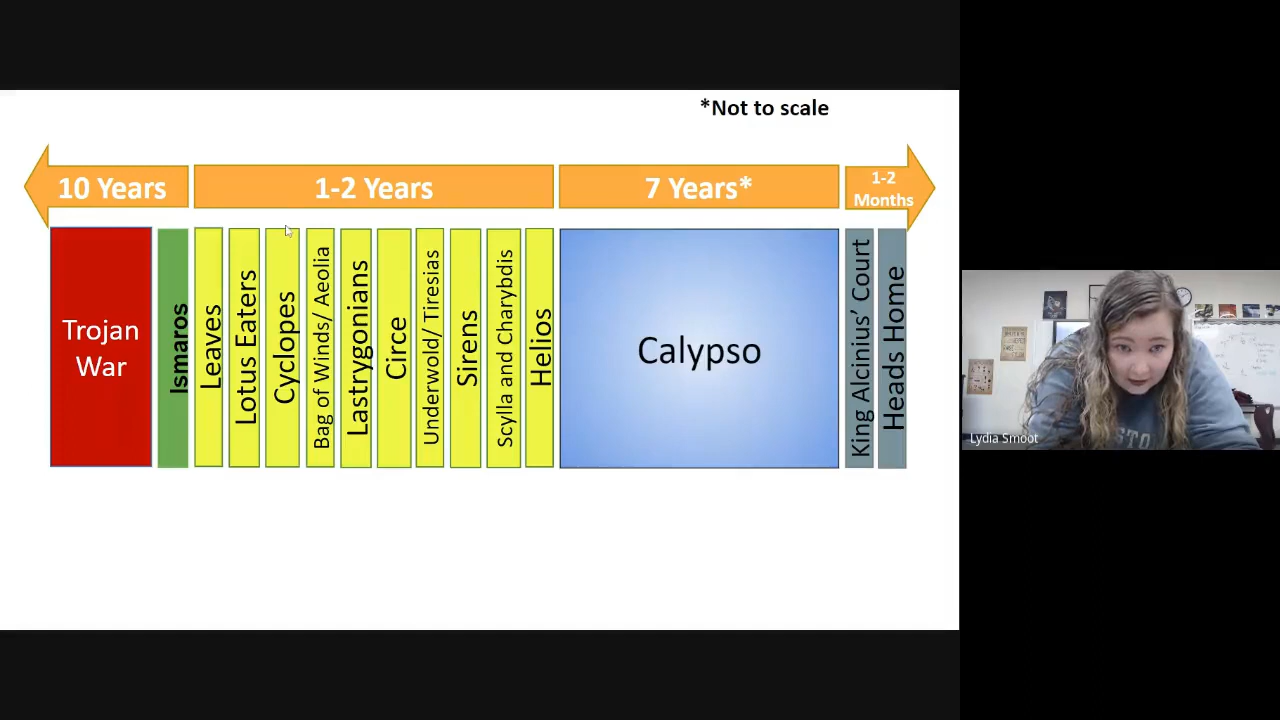 *Not to scale
10 Years
1-2 Years
7 Years*
1-2
Months
Trojan
War
Ismaros
Leaves
Lotus Eaters
Cyclopes
Bag of Winds/ Aeolia
Lastrygonians
Circe
Underwold/ Tiresias
Sirens
Scylla and Charybdis
Helios
Calypso
King Alcinius’ Court
Heads Home
Lydia Smoot